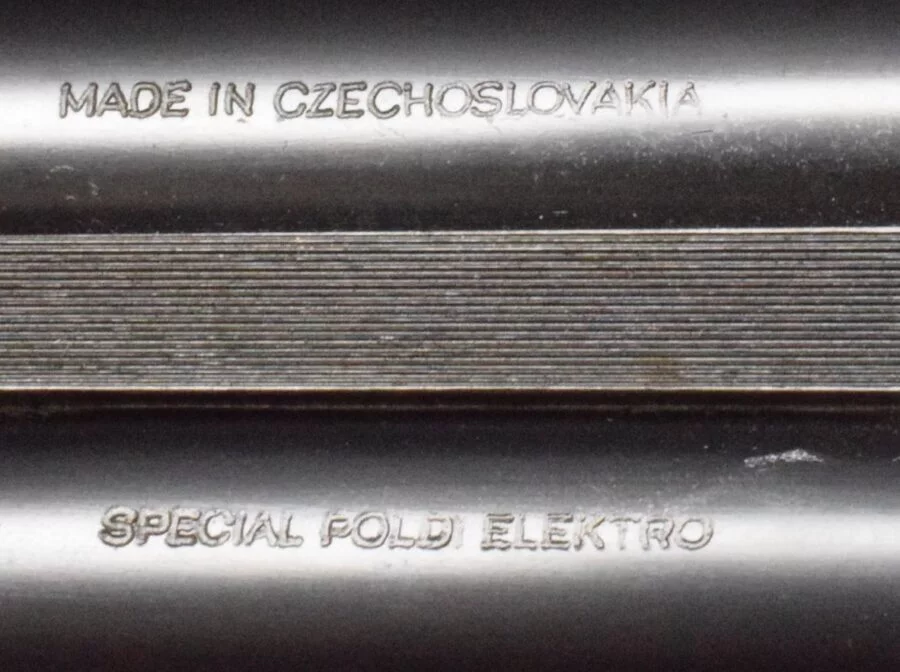 MADE IN CZECHOSLOVAKIA
SPECIAL POLDI ELEKTRO